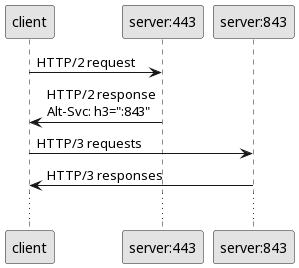 client
server:443
server:843
HTTP/2 request
HTTP/2 response
Alt-Svc: h3=":843"
HTTP/3 requests
HTTP/3 responses
client
server:443
server:843